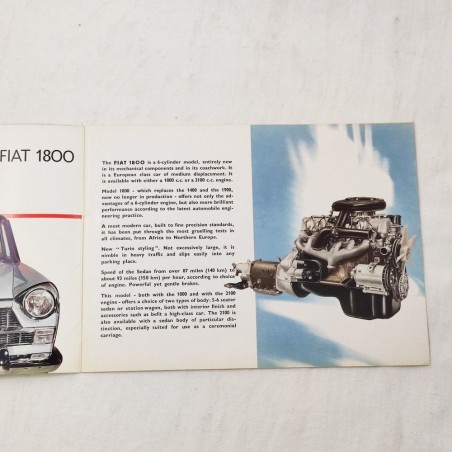 FIAT 1800
The FIAT 1800 is a 6-cylinder model, entirely new
in its mechanical components and in its coachwork. It
is a European class car of medium displacement. It
is available with either a 1800 c.c. or a 2100 c.c. engine.
Model 1800 - which replaces the 1400 and the 1900,
now no longer in production - offers not only the ad-
vantages of a 6-cylinder engine, but also more brilliant
performance according to the latest automobile engi-
neering practice.
A most modern car, built to fine precision standards,
it has been put through the most gruelling tests in
all climates, from Africa to Northern Europe.
New "Turin styling". Not excessively large, it is
nimble in heavy traffic and slips easily into any
parking place.
Speed of the Sedan from over 87 miles (140 km) to
about 93 miles (150 km) per hour, according to choice
of engine. Powerful yet gentle brakes.
This model - both with the 1800 and with the 2100
engine - offers a choice of two types of body: 5-6 seater
sedan or station wagon, both with interior finish and
accessories such as befit a high-class car. The 2100 is
also available with a sedan body of particular dis-
tinction, especially suited for use as a ceremonial
carriage.